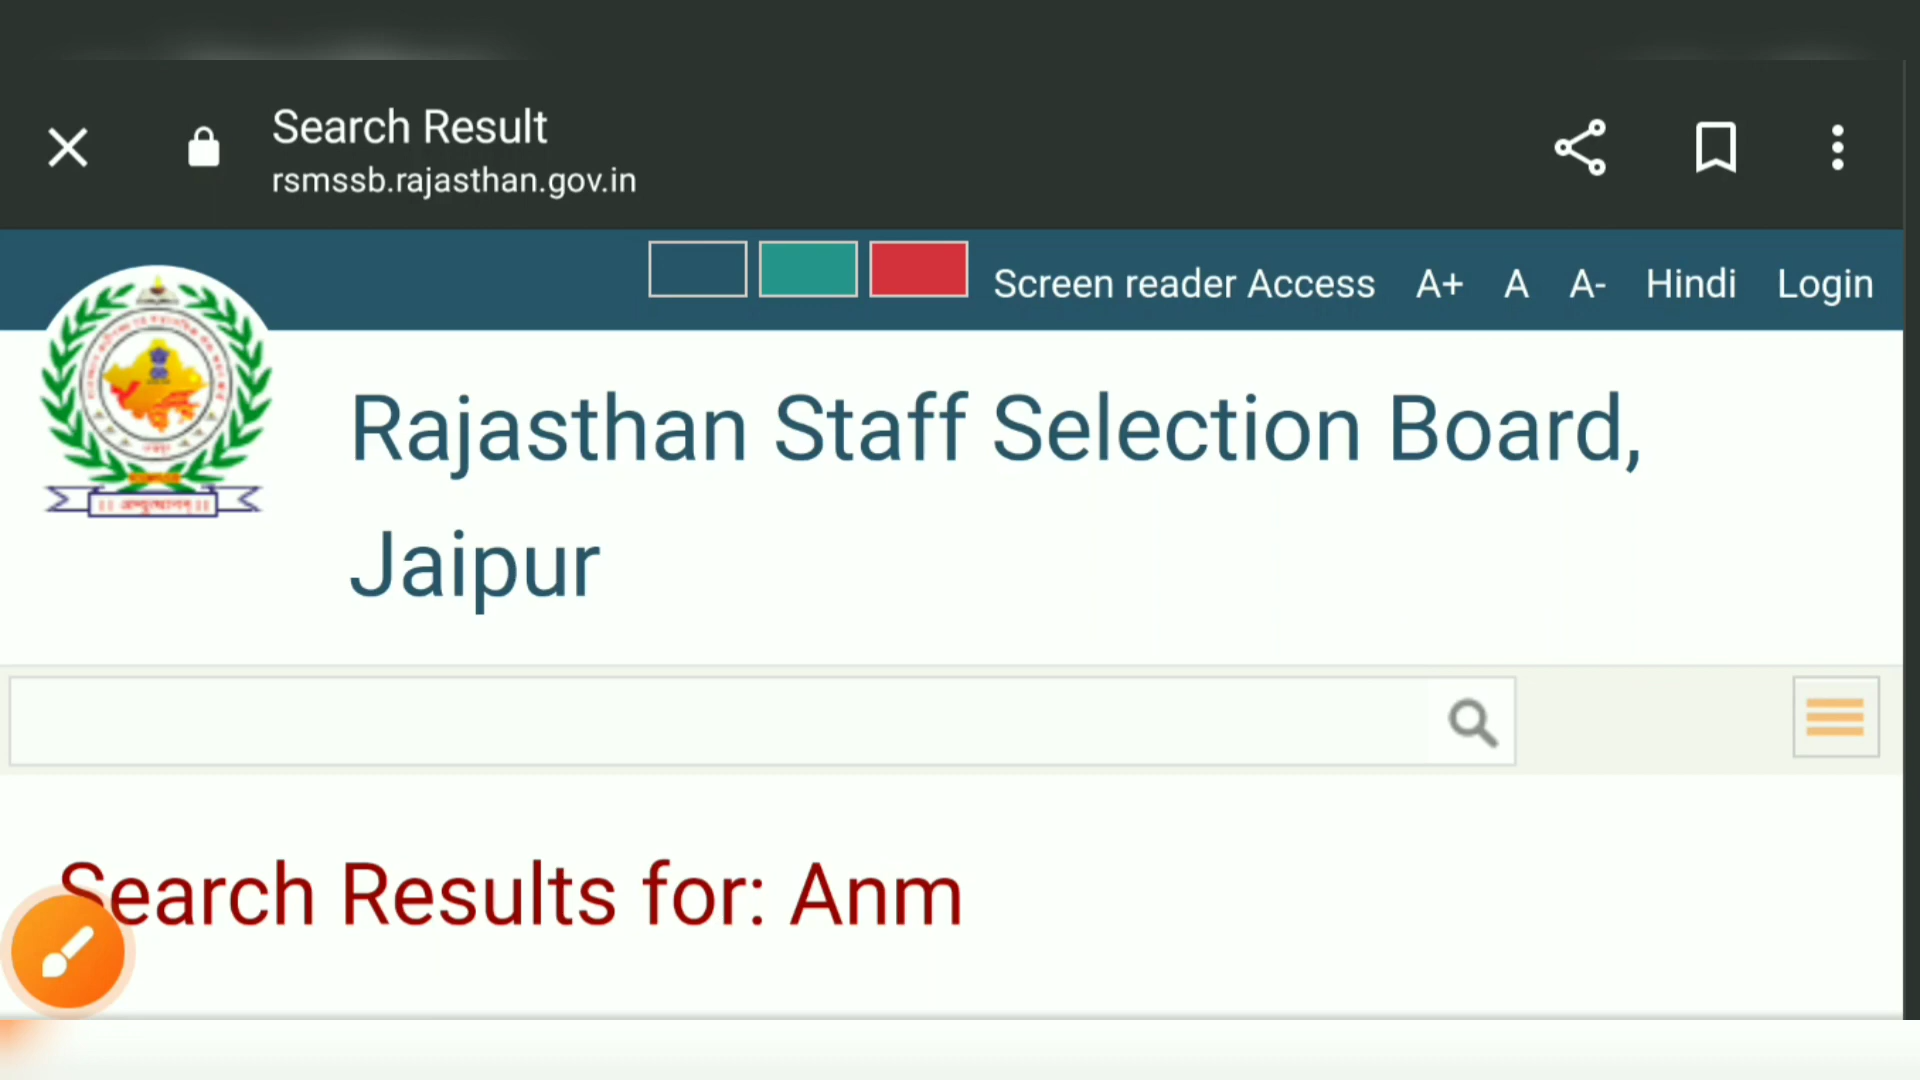 Search Result
rsmssb.rajasthan.gov.in
Screen reader Access A+ A A- Hindi Login
Rajasthan Staff Selection Board,
Jaipur
Search Results for: Anm